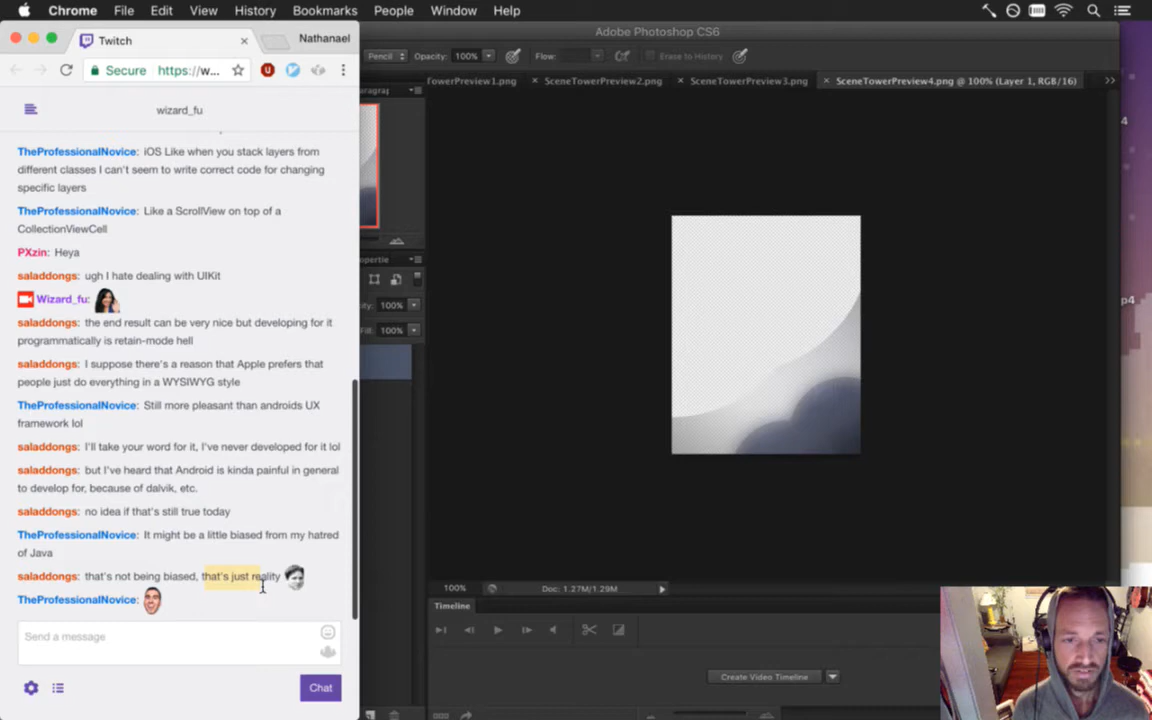 Chrome File Edit View History Bookmarks People Window Help
Twitch
Nathanael
Secure https://w...
wizard_fu
TheProfessionalNovice: iOS Like when you stack layers from
different classes I can't seem to write correct code for changing
specific layers
TheProfessionalNovice: Like a ScrollView on top of a
CollectionViewCell
PXzin: Heya
saladdongs: ugh I hate dealing with UIKit
Wizard_fu:
saladdongs: the end result can be very nice but developing for it
programmatically is retain-mode hell
saladdongs: I suppose there's a reason that Apple prefers that
people just do everything in a WYSIWYG style
TheProfessionalNovice: Still more pleasant than androids UX
framework lol
saladdongs: I'll take your word for it, I've never developed for it lol
saladdongs: but I've heard that Android is kinda painful in general
to develop for, because of dalvik, etc.
saladdongs: no idea if that's still true today
TheProfessionalNovice: It might be a little biased from my hatred
of Java
saladdongs: that's not being biased, that's just reality
TheProfessionalNovice:
Send a message
Chat
Adobe Photoshop CS6
Pencil Opacity: 100% Flow: Erase to History
aragraj
owerPreview1.png × SceneTowerPreview2.png × SceneTowerPreview3.png × SceneTowerPreview4.png @ 100% (Layer 1, RGB/16)
ropertie
ity: 100%
Fill: 100%
100% Doc: 1.27M/1.29M
Timeline
Create Video Timeline
4
p4